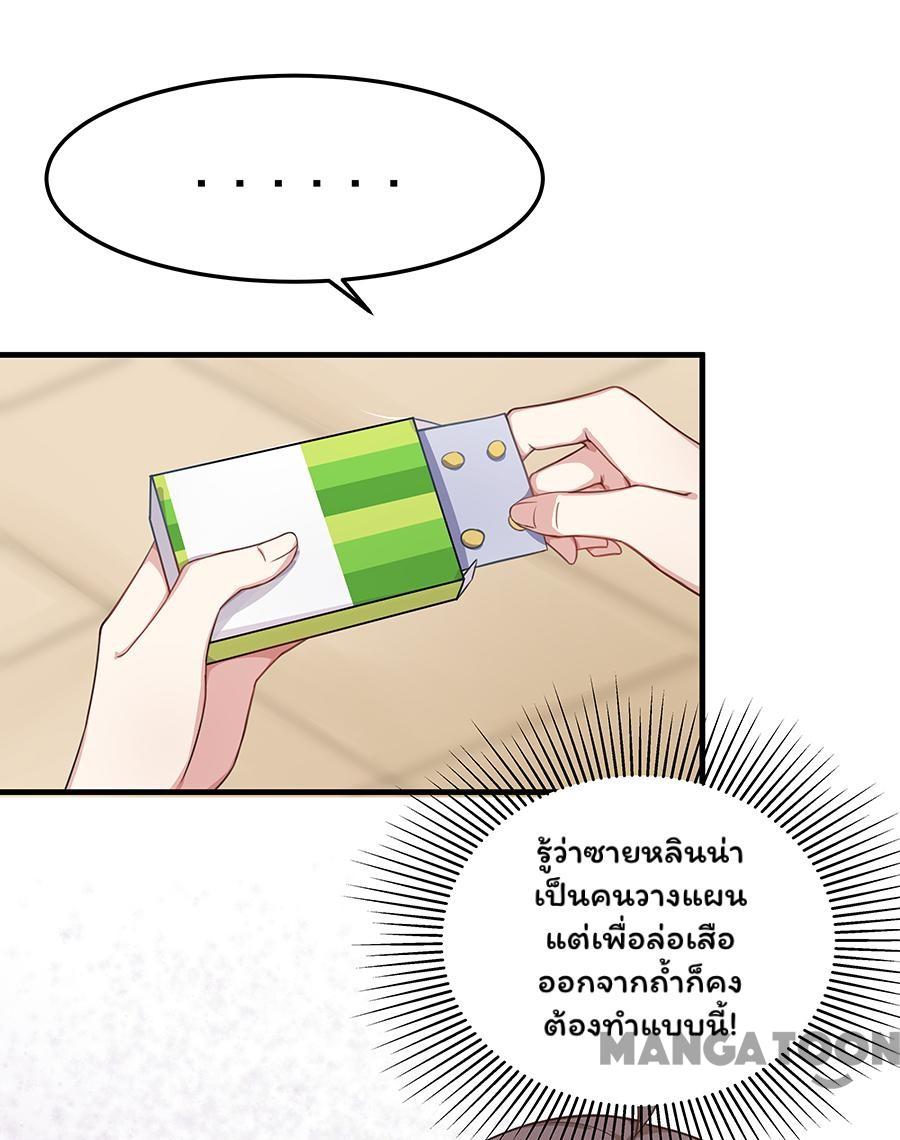 ......
รู้ว่าซายหลินน่า
เป็นคนวางแผน
แต่เพื่อล่อเสือ
ออกจากถ้ำก็คง
ต้องทำแบบนี้!
MANGATOON